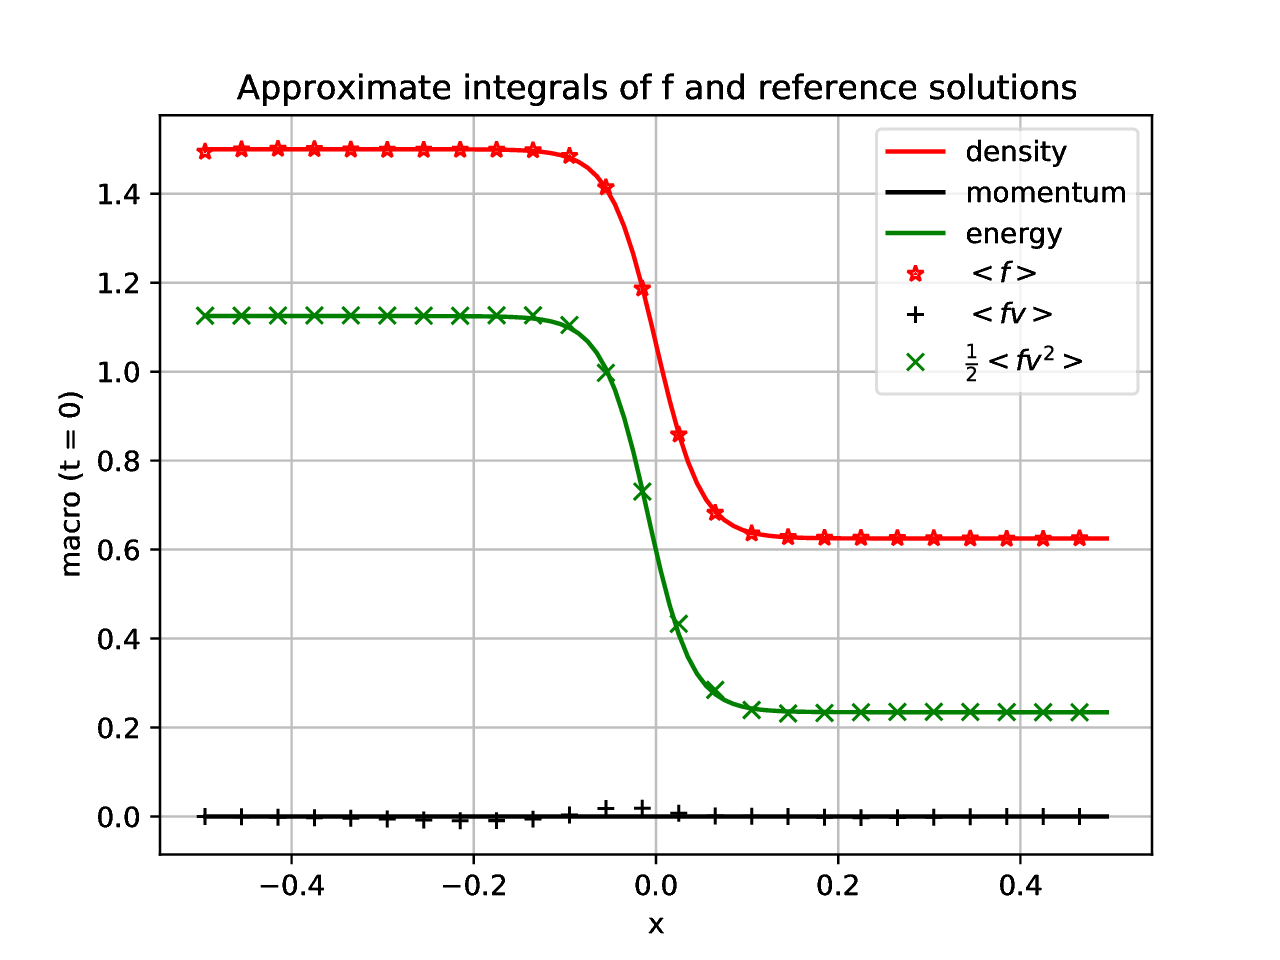 Approximate integrals of f and reference solutions
density
momentum
energy
< f >
< fv >
½ < fv² >
macro (t = 0)
1.4
1.2
1.0
0.8
0.6
0.4
0.2
0.0
−0.4 −0.2 0.0 0.2 0.4
x